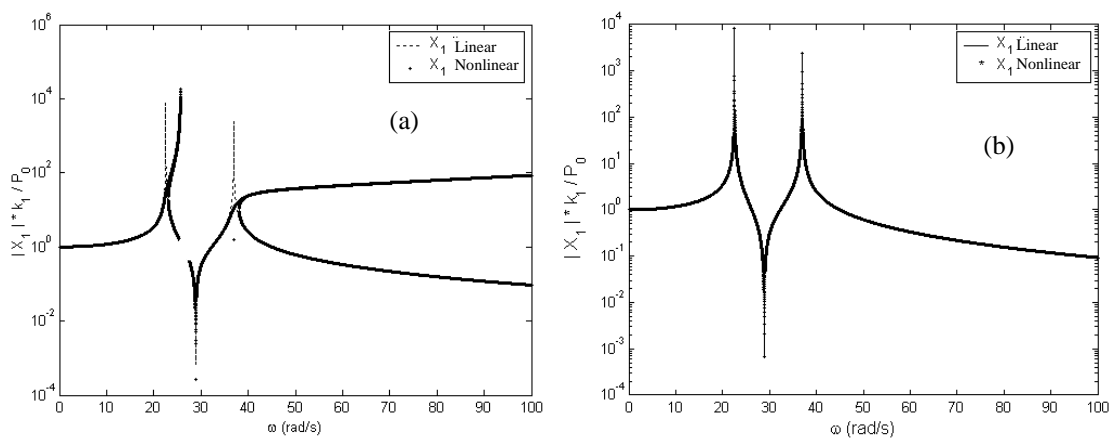 10^6
10^4
10^2
10^0
10^-2
10^-4
|X_1|*k_1/P_0
X_1 Linear
X_1 Nonlinear
(a)
0 10 20 30 40 50 60 70 80 90 100
ω (rad/s)
10^4
10^3
10^2
10^1
10^0
10^-1
10^-2
10^-3
10^-4
|X_1|*k_1/P_0
X_1 Linear
X_1 Nonlinear
(b)
0 10 20 30 40 50 60 70 80 90 100
ω (rad/s)